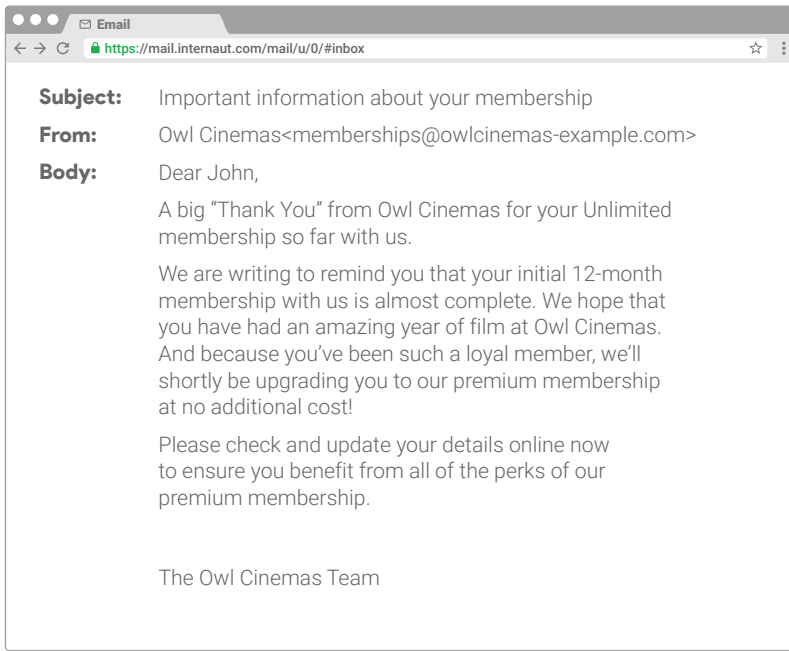 Email
https://mail.internaut.com/mail/u/0/#inbox
Subject: Important information about your membership
From: Owl Cinemas<memberships@owlcinemas-example.com>
Body: Dear John,
A big “Thank You” from Owl Cinemas for your Unlimited
membership so far with us.
We are writing to remind you that your initial 12-month
membership with us is almost complete. We hope that
you have had an amazing year of film at Owl Cinemas.
And because you’ve been such a loyal member, we’ll
shortly be upgrading you to our premium membership
at no additional cost!
Please check and update your details online now
to ensure you benefit from all of the perks of our
premium membership.
The Owl Cinemas Team